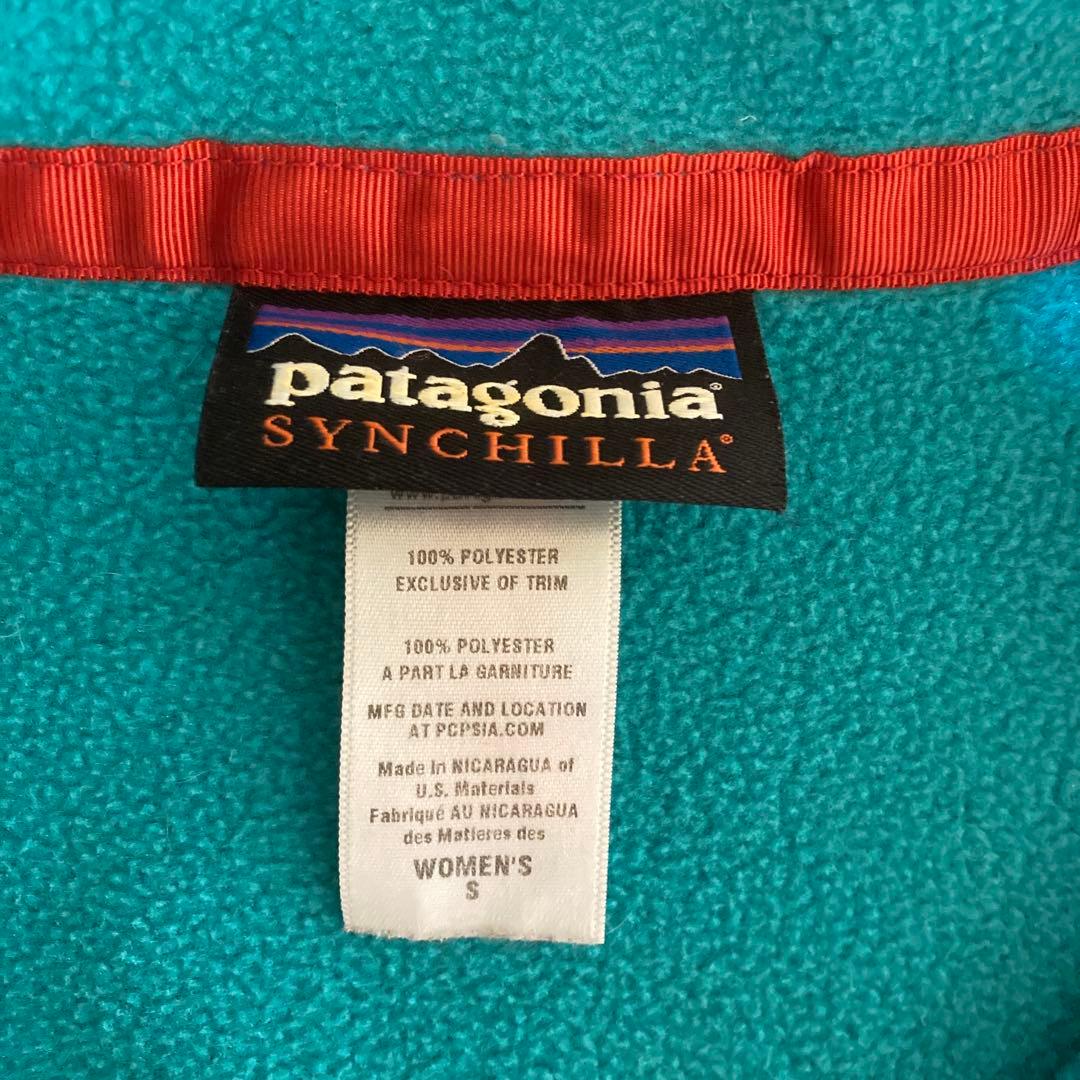 patagonia®
SYNCHILLA®
100% POLYESTER
EXCLUSIVE OF TRIM
100% POLYESTER
A PART LA GARNITURE
MFG DATE AND LOCATION
AT PCPSIA.COM
Made in NICARAGUA of
U.S. Materials
Fabriqué AU NICARAGUA
des Matieres des
WOMEN'S
S